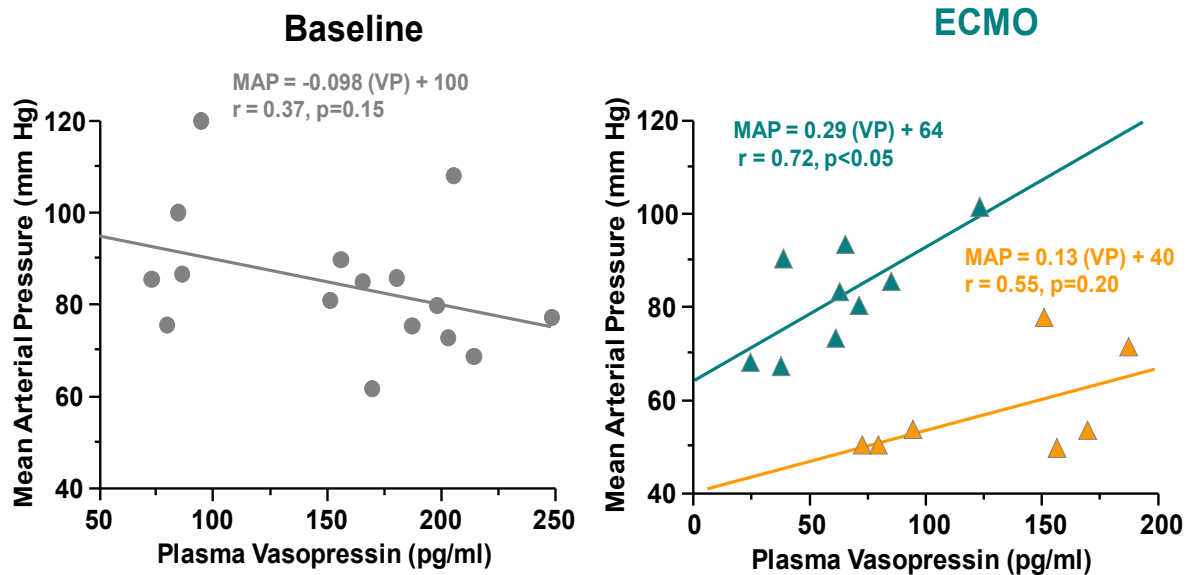 Baseline
MAP = -0.098 (VP) + 100
r = 0.37, p=0.15
Mean Arterial Pressure (mm Hg)
120
100
80
60
40
50
100
150
200
250
Plasma Vasopressin (pg/ml)
ECMO
MAP = 0.29 (VP) + 64
r = 0.72, p<0.05
MAP = 0.13 (VP) + 40
r = 0.55, p=0.20
Mean Arterial Pressure (mm Hg)
120
100
80
60
40
0
50
100
150
200
Plasma Vasopressin (pg/ml)